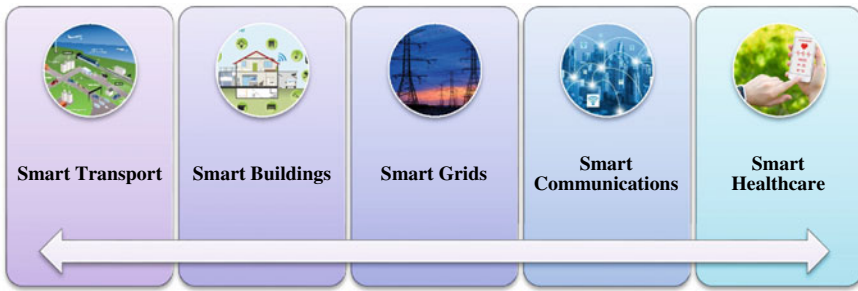 Smart Transport
Smart Buildings
Smart Grids
Smart
Communications
Smart
Healthcare